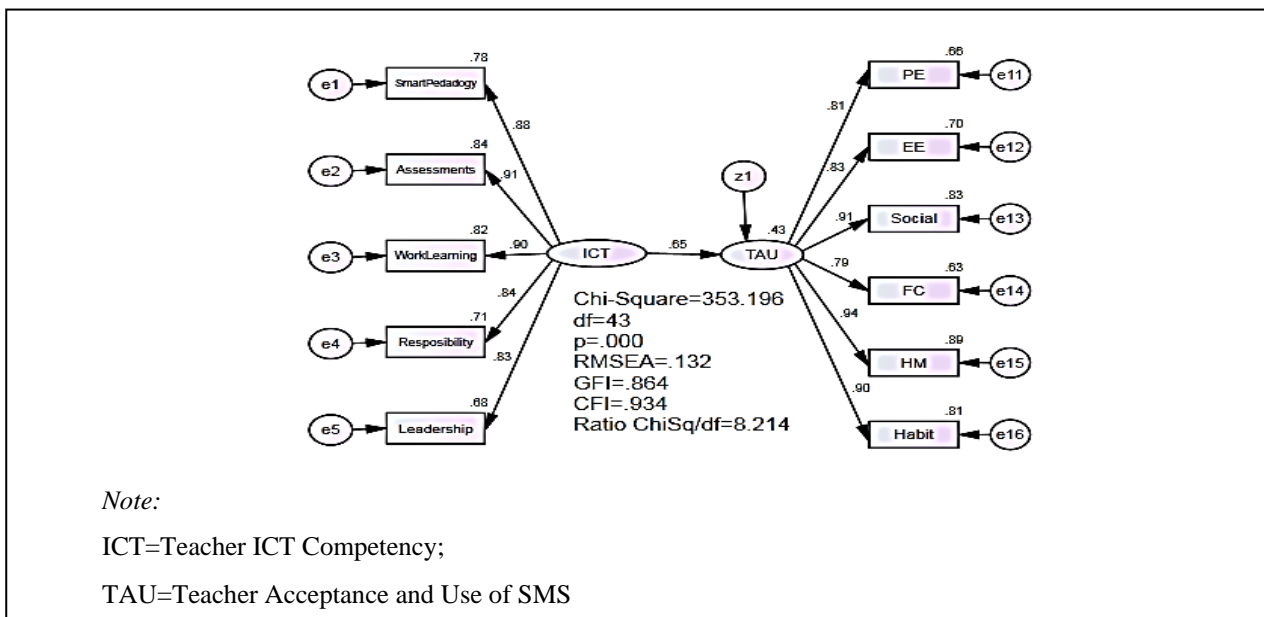 .78
e1
SmartPedadogy
.88
.84
e2
Assessments
.91
.82
e3
WorkLearning
.90
.71
e4
Resposibility
.84
.68
e5
Leadership
.83
ICT
.65
z1
.43
TAU
.66
PE
e11
.81
.70
EE
e12
.83
.83
Social
e13
.91
.63
FC
e14
.79
.89
HM
e15
.94
.81
Habit
e16
.90
Chi-Square=353.196
df=43
p=.000
RMSEA=.132
GFI=.864
CFI=.934
Ratio ChiSq/df=8.214
Note:
ICT=Teacher ICT Competency;
TAU=Teacher Acceptance and Use of SMS